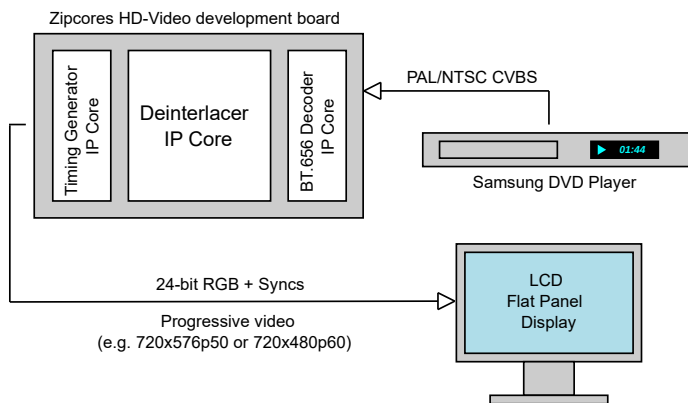 Zipcores HD-Video development board
Timing Generator
IP Core
Deinterlacer
IP Core
BT.656 Decoder
IP Core
PAL/NTSC CVBS
01:44
Samsung DVD Player
24-bit RGB + Syncs
Progressive video
(e.g. 720x576p50 or 720x480p60)
LCD
Flat Panel
Display